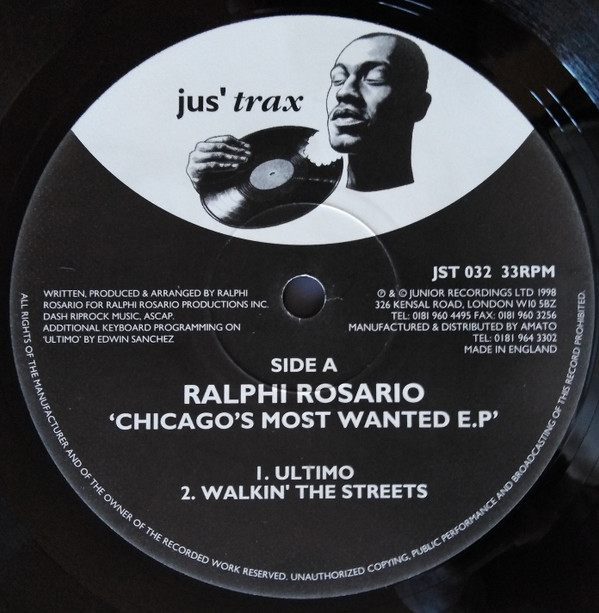 jus' trax
JST 032 33RPM
WRITTEN, PRODUCED & ARRANGED BY RALPHI
ROSARIO FOR RALPHI ROSARIO PRODUCTIONS INC.
DASH RIPROCK MUSIC, ASCAP.
ADDITIONAL KEYBOARD PROGRAMMING ON
'ULTIMO' BY EDWIN SANCHEZ
℗ & © JUNIOR RECORDINGS LTD 1998
326 KENSAL ROAD, LONDON W10 5BZ
TEL: 0181 960 4495 FAX: 0181 960 3256
MANUFACTURED & DISTRIBUTED BY AMATO
TEL: 0181 964 3302
MADE IN ENGLAND
SIDE A
RALPHI ROSARIO
‘CHICAGO’S MOST WANTED E.P’
1. ULTIMO
2. WALKIN' THE STREETS
ALL RIGHTS OF THE MANUFACTURER AND OF THE OWNER OF THE RECORDED WORK RESERVED. UNAUTHORIZED COPYING, PUBLIC PERFORMANCE AND BROADCASTING OF THIS RECORD PROHIBITED.